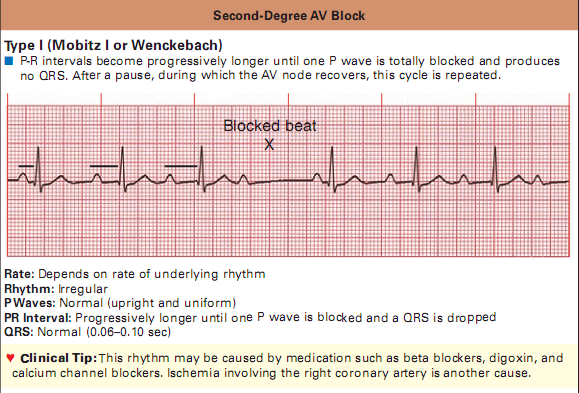 Second-Degree AV Block
Type I (Mobitz I or Wenckebach)
P-R intervals become progressively longer until one P wave is totally blocked and produces
no QRS. After a pause, during which the AV node recovers, this cycle is repeated.
Blocked beat
X
Rate: Depends on rate of underlying rhythm
Rhythm: Irregular
P Waves: Normal (upright and uniform)
PR Interval: Progressively longer until one P wave is blocked and a QRS is dropped
QRS: Normal (0.06–0.10 sec)
♥ Clinical Tip: This rhythm may be caused by medication such as beta blockers, digoxin, and
calcium channel blockers. Ischemia involving the right coronary artery is another cause.